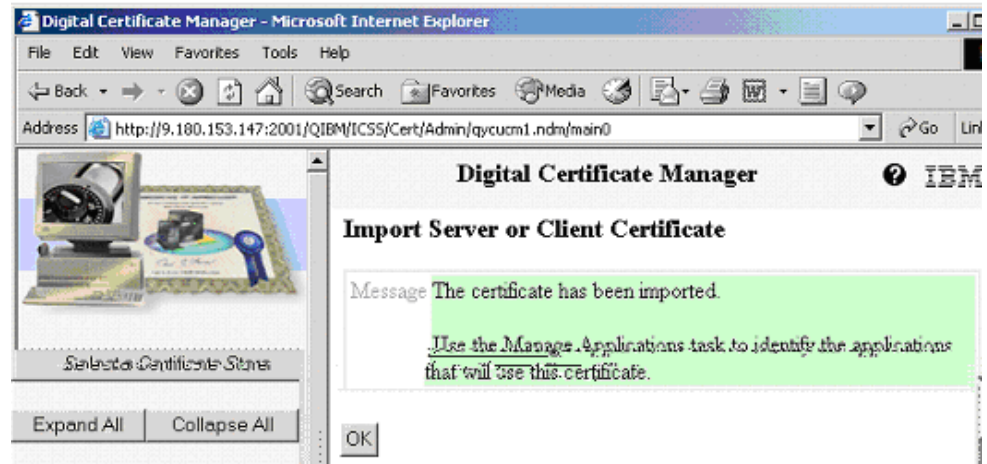 Digital Certificate Manager - Microsoft Internet Explorer
File Edit View Favorites Tools Help
Back Search Favorites Media
Address http://9.180.153.147:2001/QIBM/ICSS/Cert/Admin/qycucm1.ndm/main0 Go Link
Digital Certificate Manager ? IBM
Import Server or Client Certificate
Message The certificate has been imported.
Use the Manage Applications task to identify the applications
that will use this certificate.
Select a Certificate Store
Expand All Collapse All
OK